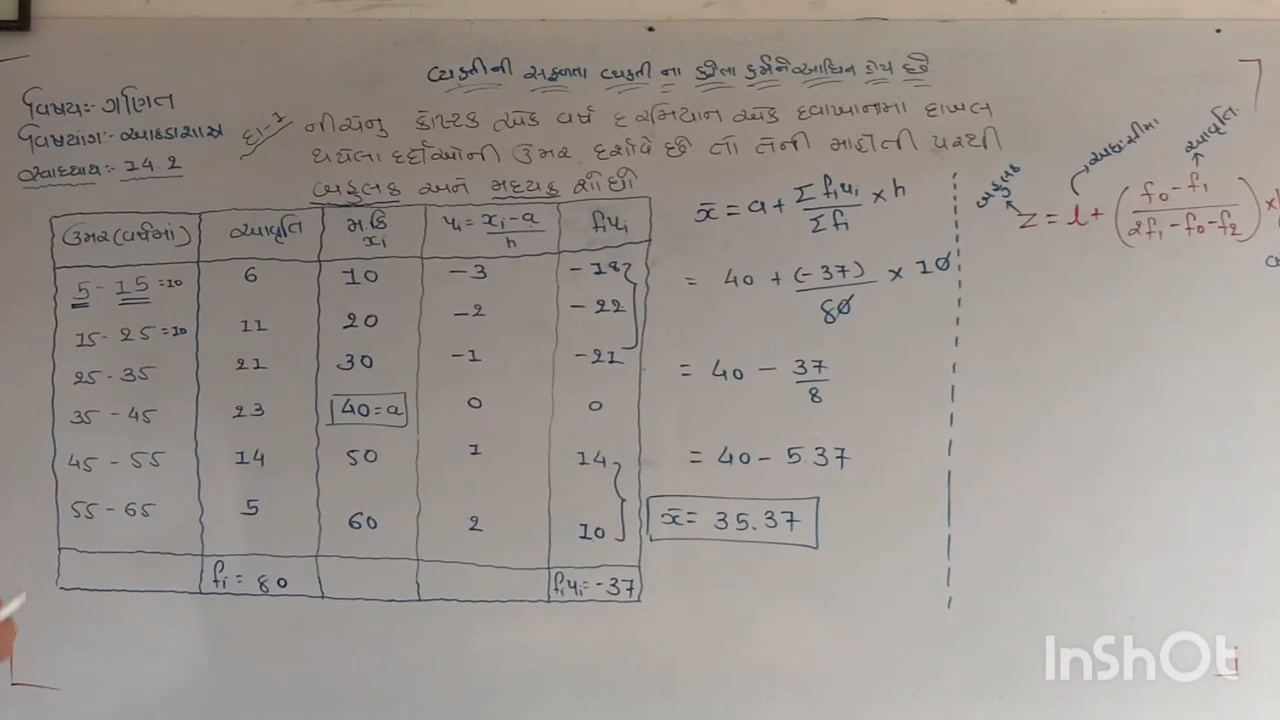 વ્યક્તીની સફળતા વ્યક્તી ના કરેલા કર્મને આધિન હોય છે
વિષય:- ગણિત
વિષયાંગ:- આંકડાશાસ્ત્ર
સ્વાધ્યાય:- 14.2
દા-1 નીચેનુ કોષ્ટક એક વર્ષ દરમિયાન એક દવાખાનામા દાખલ
થયેલા દર્દીઓની ઉંમર દર્શાવે છે તો તેની માહિતી પરથી
બહુલક અને મધ્યક શોધો
ઉંમર(વર્ષમાં) આવૃતિ મ.કિ xi ui = xi-a/h fiui
5 - 15 =10 6 10 -3 -18
15 - 25 =10 11 20 -2 -22
25 - 35 21 30 -1 -21
35 - 45 23 40=a 0 0
45 - 55 14 50 1 14
55 - 65 5 60 2 10
fi = 80 fiui=-37
x̄ = a + Σfiui/Σfi × h
= 40 + (-37)/80 × 10
= 40 - 37/8
= 40 - 5.37
x̄ = 35.37
બહુલક
આવૃતિ
Z = l + (f0-f1/2f1-f0-f2) ×
InShOt